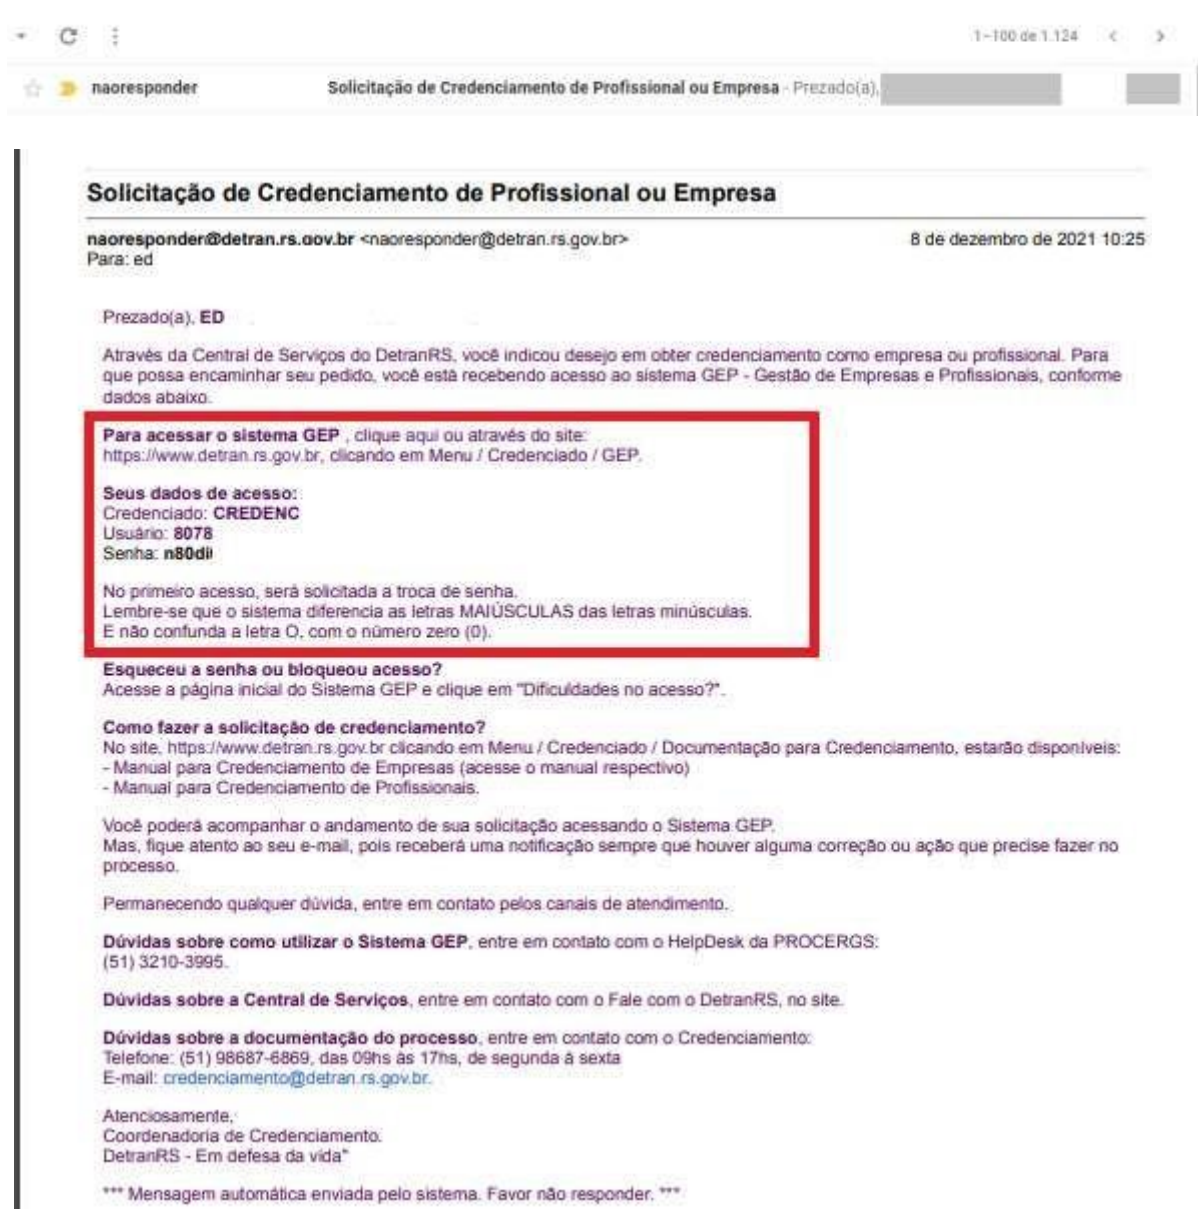 1–100 de 1.124
naoresponder Solicitação de Credenciamento de Profissional ou Empresa - Prezado(a),
Solicitação de Credenciamento de Profissional ou Empresa
naoresponder@detran.rs.gov.br <naoresponder@detran.rs.gov.br> 8 de dezembro de 2021 10:25
Para: ed
Prezado(a), ED
Através da Central de Serviços do DetranRS, você indicou desejo em obter credenciamento como empresa ou profissional. Para
que possa encaminhar seu pedido, você está recebendo acesso ao sistema GEP - Gestão de Empresas e Profissionais, conforme
dados abaixo.
Para acessar o sistema GEP , clique aqui ou através do site:
https://www.detran.rs.gov.br, clicando em Menu / Credenciado / GEP.
Seus dados de acesso:
Credenciado: CREDENC
Usuário: 8078
Senha: n80di
No primeiro acesso, será solicitada a troca de senha.
Lembre-se que o sistema diferencia as letras MAIÚSCULAS das letras minúsculas.
E não confunda a letra O, com o número zero (0).
Esqueceu a senha ou bloqueou acesso?
Acesse a página inicial do Sistema GEP e clique em "Dificuldades no acesso?".
Como fazer a solicitação de credenciamento?
No site, https://www.detran.rs.gov.br clicando em Menu / Credenciado / Documentação para Credenciamento, estarão disponíveis:
- Manual para Credenciamento de Empresas (acesse o manual respectivo)
- Manual para Credenciamento de Profissionais.
Você poderá acompanhar o andamento de sua solicitação acessando o Sistema GEP.
Mas, fique atento ao seu e-mail, pois receberá uma notificação sempre que houver alguma correção ou ação que precise fazer no
processo.
Permanecendo qualquer dúvida, entre em contato pelos canais de atendimento.
Dúvidas sobre como utilizar o Sistema GEP, entre em contato com o HelpDesk da PROCERGS:
(51) 3210-3995.
Dúvidas sobre a Central de Serviços, entre em contato com o Fale com o DetranRS, no site.
Dúvidas sobre a documentação do processo, entre em contato com o Credenciamento:
Telefone: (51) 98687-6869, das 09hs às 17hs, de segunda à sexta
E-mail: credenciamento@detran.rs.gov.br.
Atenciosamente,
Coordenadoria de Credenciamento.
DetranRS - Em defesa da vida"
*** Mensagem automática enviada pelo sistema. Favor não responder. ***